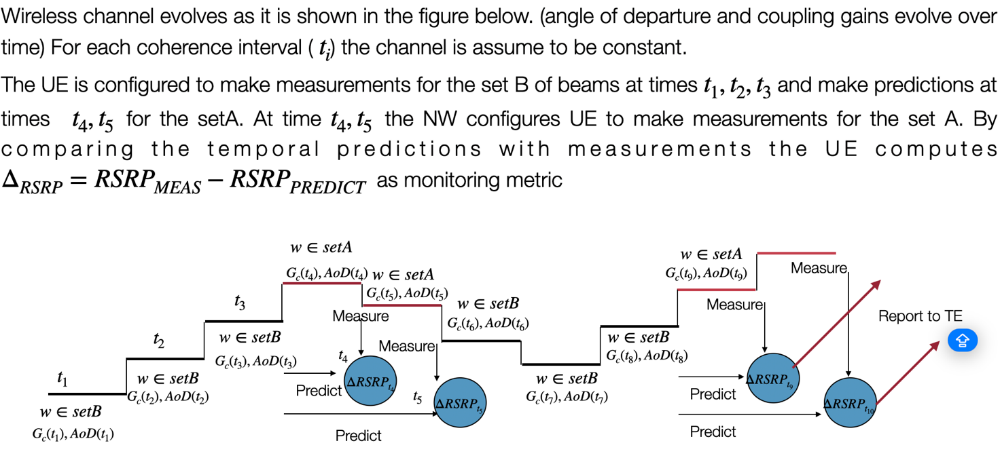 Wireless channel evolves as it is shown in the figure below. (angle of departure and coupling gains evolve over
time) For each coherence interval ( t_i) the channel is assume to be constant.
The UE is configured to make measurements for the set B of beams at times t_1, t_2, t_3 and make predictions at
times t_4, t_5 for the setA. At time t_4, t_5 the NW configures UE to make measurements for the set A. By
comparing the temporal predictions with measurements the UE computes
Δ_RSRP = RSRP_MEAS − RSRP_PREDICT as monitoring metric
w ∈ setA
G_c(t_4), AoD(t_4)
w ∈ setA
G_c(t_5), AoD(t_5)
w ∈ setB
G_c(t_6), AoD(t_6)
w ∈ setA
G_c(t_9), AoD(t_9)
Measure
t_3
Measure
Measure
Report to TE
w ∈ setB
G_c(t_3), AoD(t_3)
t_2
Measure
w ∈ setB
G_c(t_8), AoD(t_8)
t_4
t_1
w ∈ setB
G_c(t_2), AoD(t_2)
Predict
ΔRSRP_t4
t_5
ΔRSRP_t5
w ∈ setB
G_c(t_7), AoD(t_7)
Predict
ΔRSRP_t9
ΔRSRP_t10
w ∈ setB
G_c(t_1), AoD(t_1)
Predict
Predict